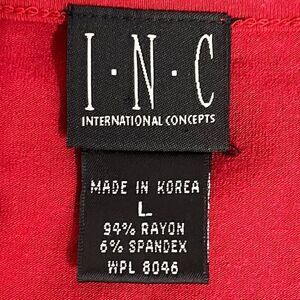 I·N·C
INTERNATIONAL CONCEPTS
MADE IN KOREA
L
94% RAYON
6% SPANDEX
WPL 8046